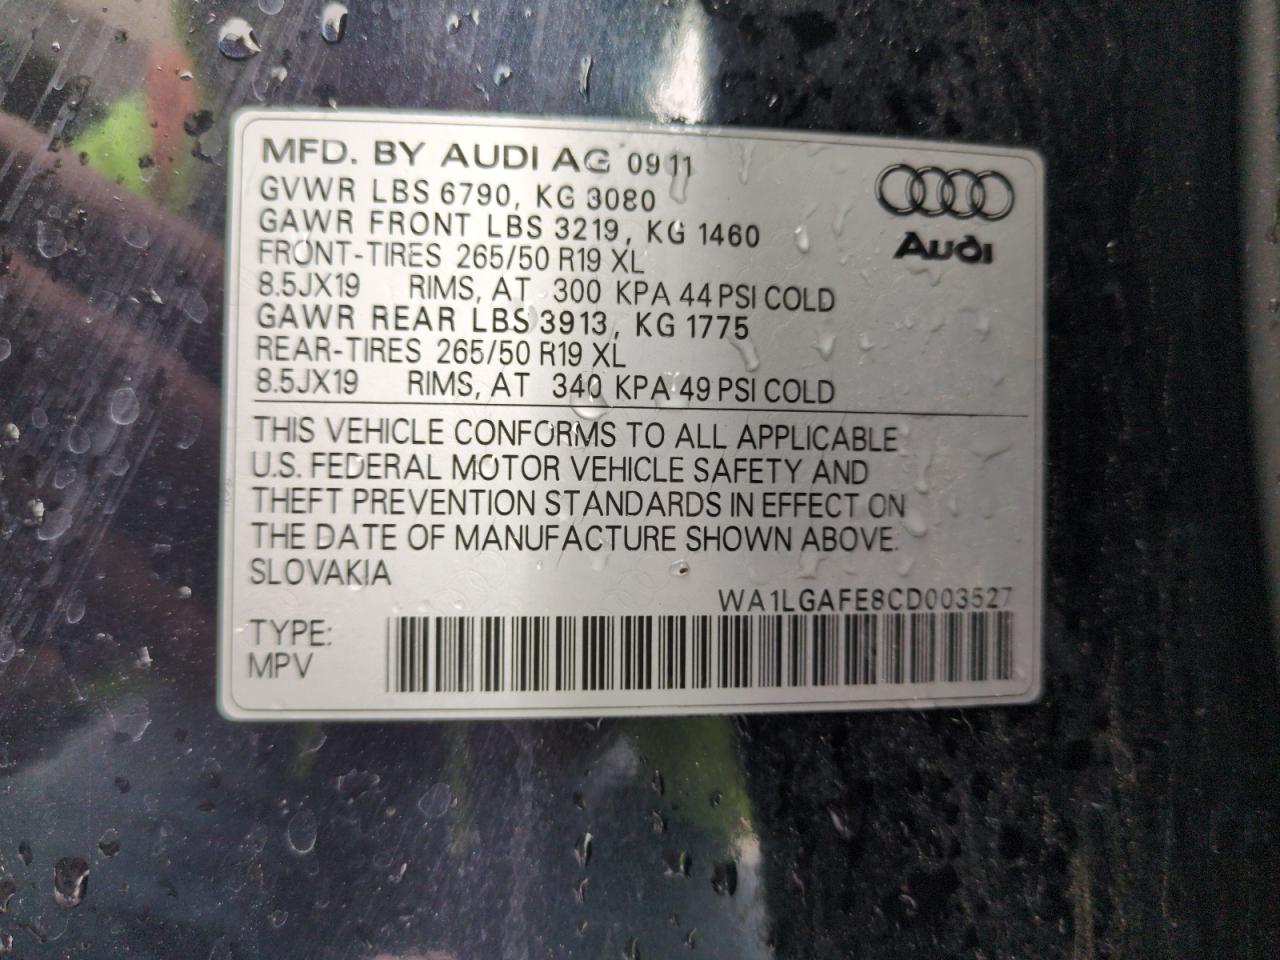 MFD. BY AUDI AG 09 11
GVWR LBS 6790, KG 3080
GAWR FRONT LBS 3219, KG 1460
FRONT-TIRES 265/50 R19 XL
8.5JX19 RIMS, AT 300 KPA 44 PSI COLD
GAWR REAR LBS 3913, KG 1775
REAR-TIRES 265/50 R19 XL
8.5JX19 RIMS, AT 340 KPA 49 PSI COLD
Audi
THIS VEHICLE CONFORMS TO ALL APPLICABLE
U.S. FEDERAL MOTOR VEHICLE SAFETY AND
THEFT PREVENTION STANDARDS IN EFFECT ON
THE DATE OF MANUFACTURE SHOWN ABOVE.
SLOVAKIA
WA1LGAFE8CD003527
TYPE:
MPV